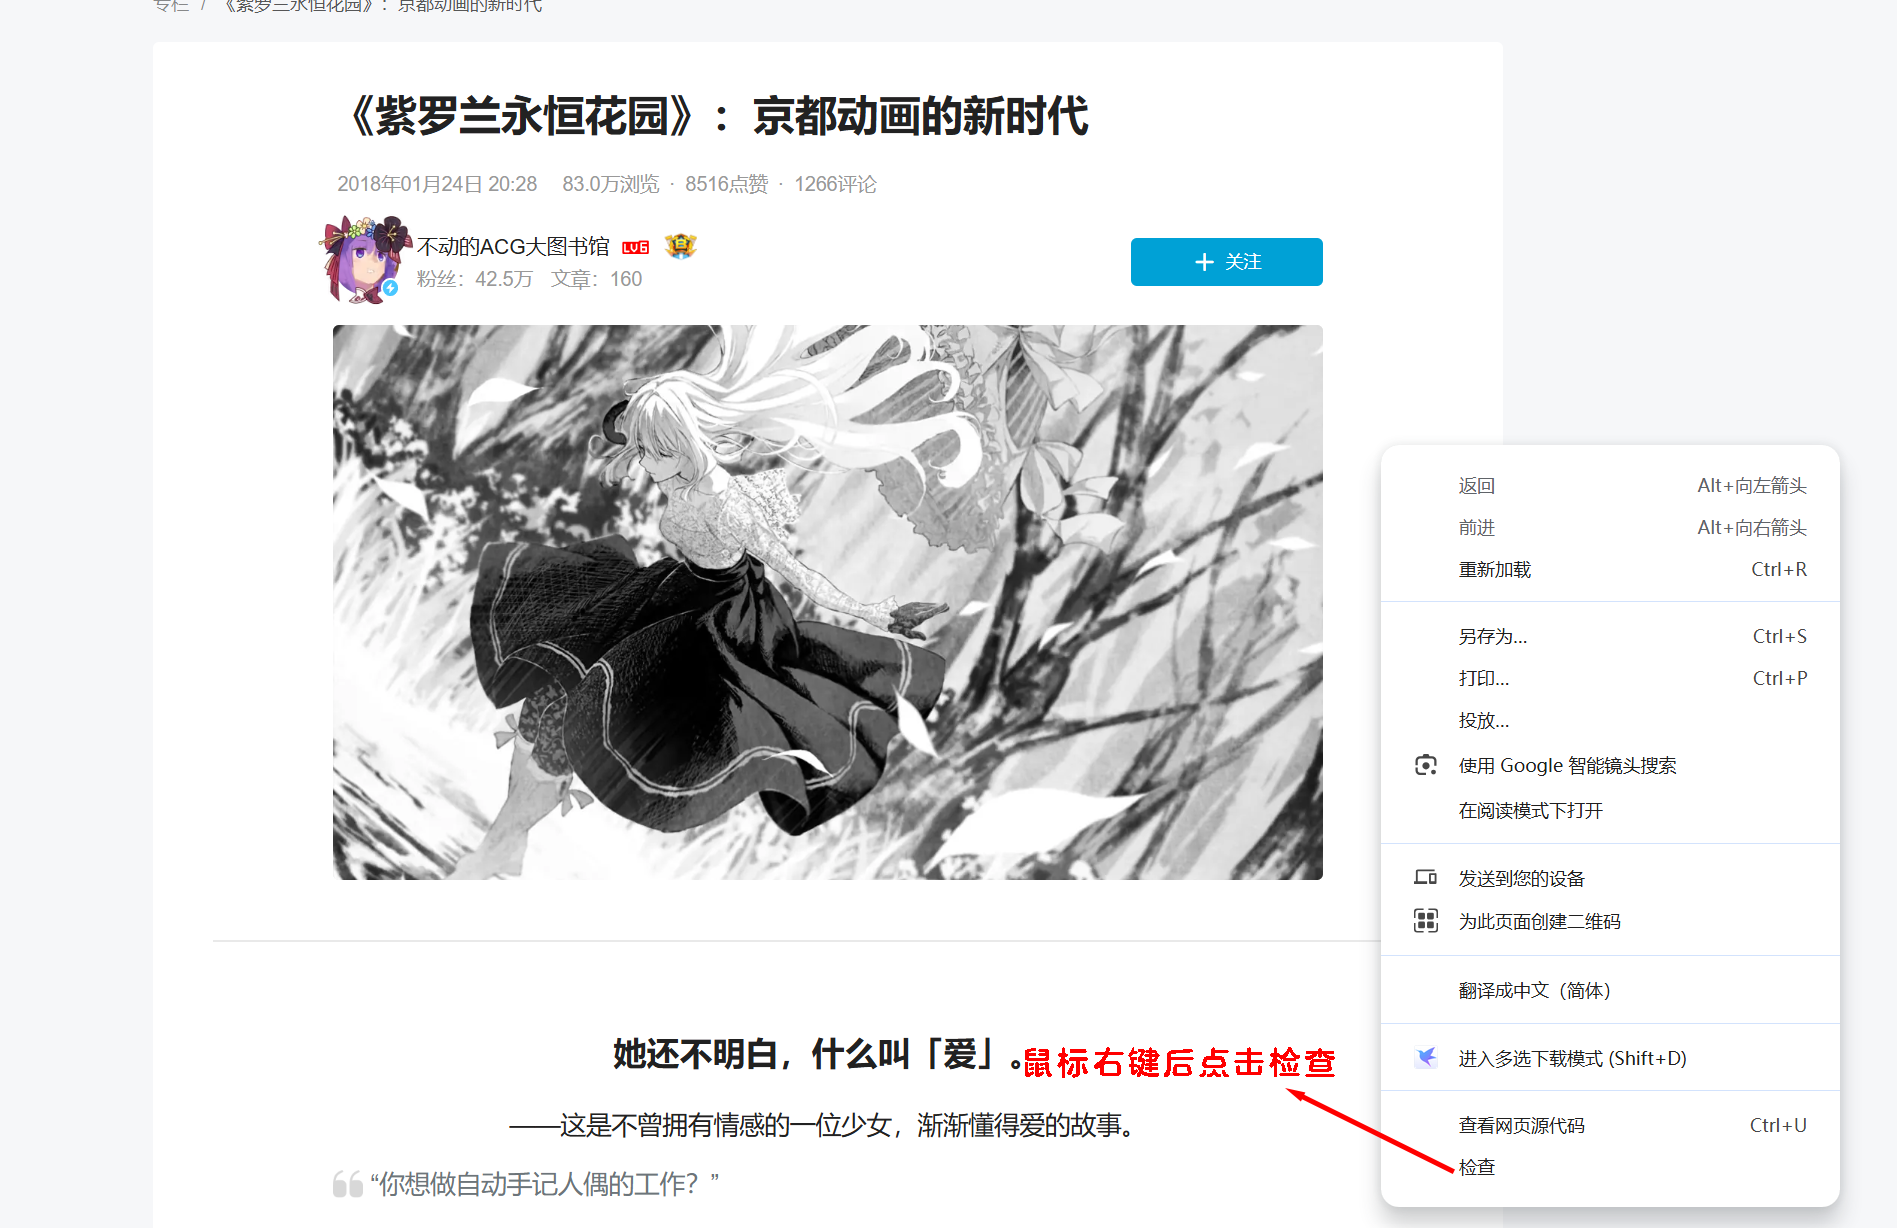 专栏 / 《紫罗兰永恒花园》：京都动画的新时代
《紫罗兰永恒花园》：京都动画的新时代
2018年01月24日 20:28 83.0万浏览 · 8516点赞 · 1266评论
不动的ACG大图书馆 LV6
粉丝：42.5万 文章：160
关注
返回 Alt+向左箭头
前进 Alt+向右箭头
重新加载 Ctrl+R
另存为... Ctrl+S
打印... Ctrl+P
投放...
使用 Google 智能镜头搜索
在阅读模式下打开
发送到您的设备
为此页面创建二维码
翻译成中文（简体）
进入多选下载模式 (Shift+D)
查看网页源代码 Ctrl+U
检查
她还不明白，什么叫「爱」。
鼠标右键后点击检查
——这是不曾拥有情感的一位少女，渐渐懂得爱的故事。
“你想做自动手记人偶的工作？”